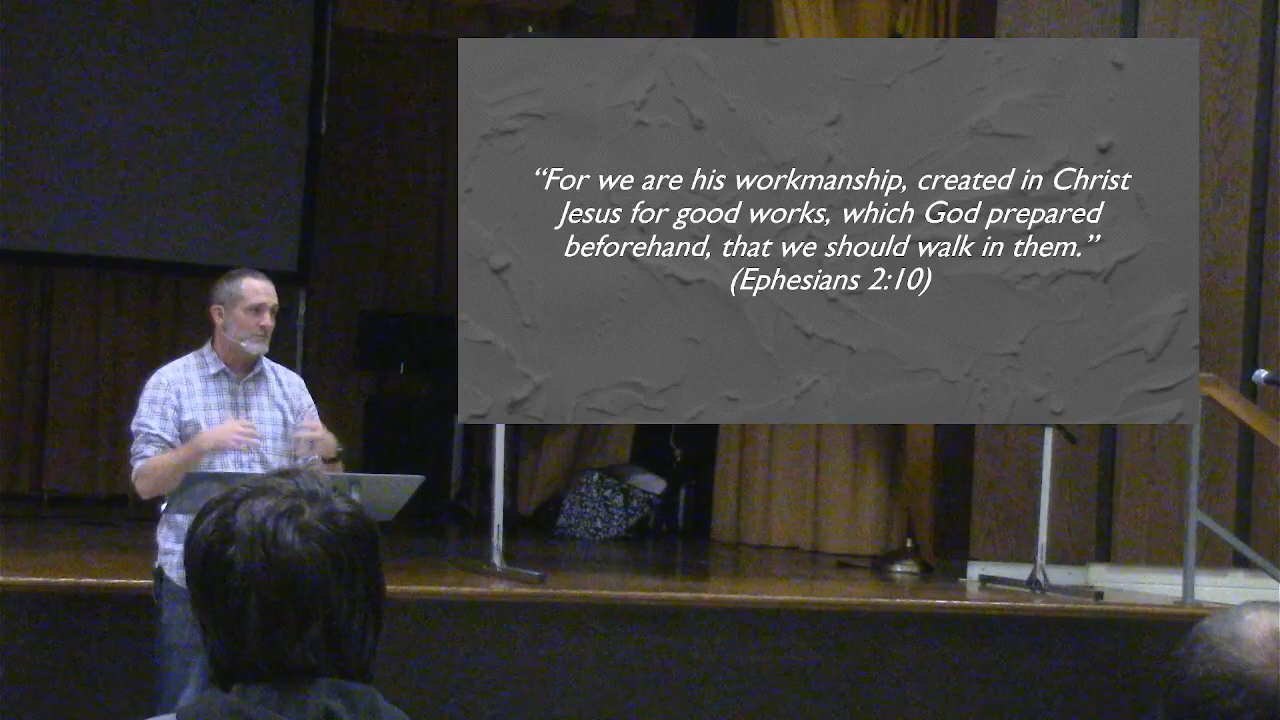 “For we are his workmanship, created in Christ
Jesus for good works, which God prepared
beforehand, that we should walk in them.”
(Ephesians 2:10)